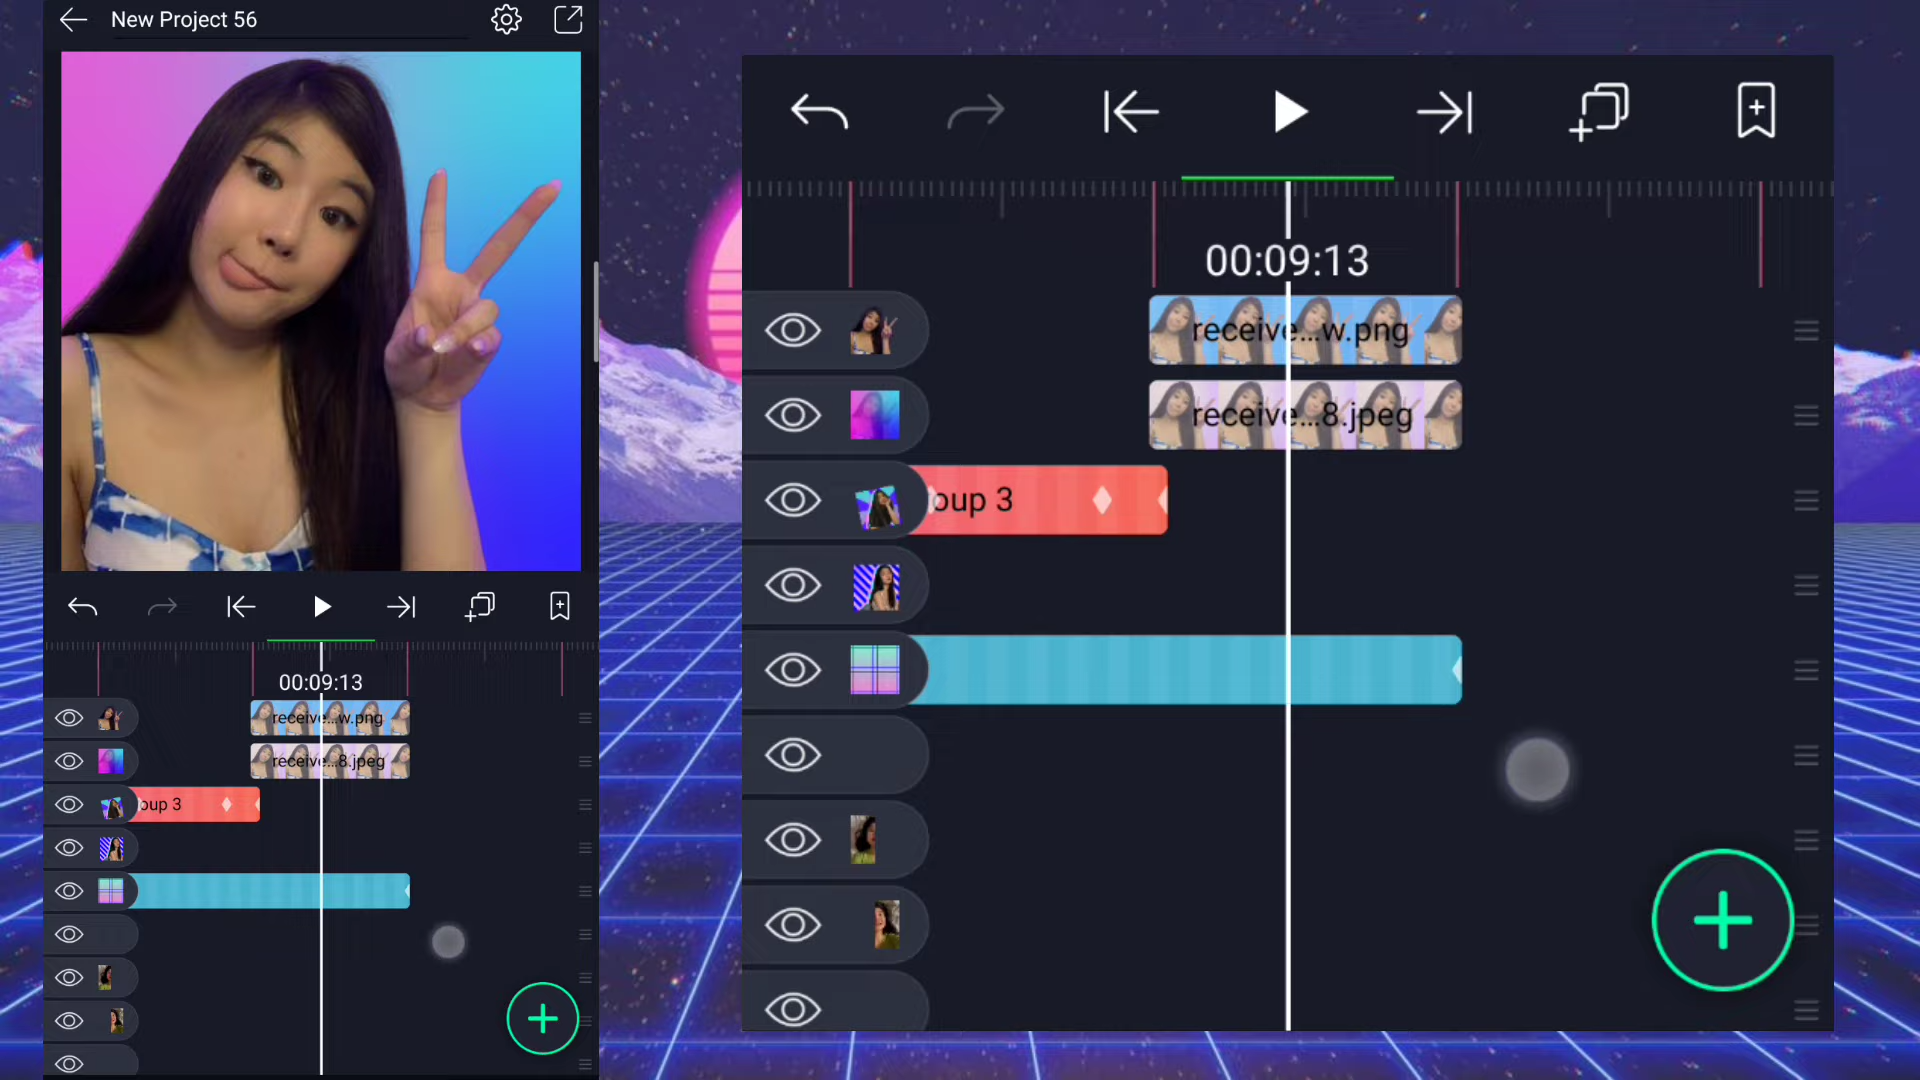 New Project 56
00:09:13
receive...w.png
receive...8.jpeg
oup 3
00:09:13
receive...w.png
receive...8.jpeg
oup 3